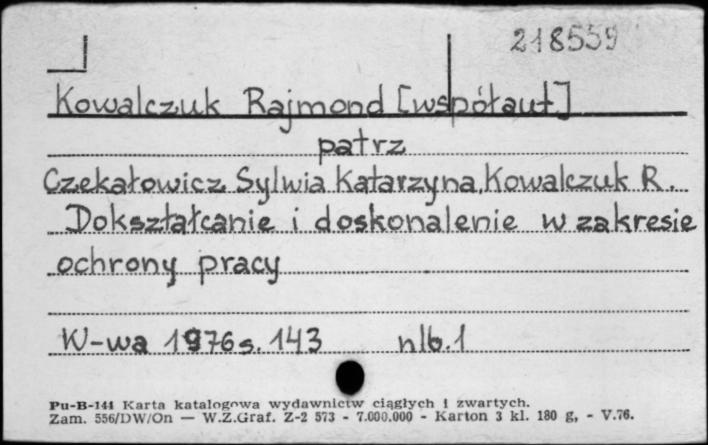 218559
Kowalczuk Rajmond [współaut]
patrz
Czekałowicz Sylwia Katarzyna, Kowalczuk R.
Dokształcanie i doskonalenie w zakresie
ochrony pracy
W-wa 1976 s. 143 nlb. 1
Pu-B-144 Karta katalogowa wydawnictw ciągłych i zwartych.
Zam. 556/DW/On — W.Z.Graf. Z-2 573 - 7.000.000 - Karton 3 kl. 180 g, - V.76.